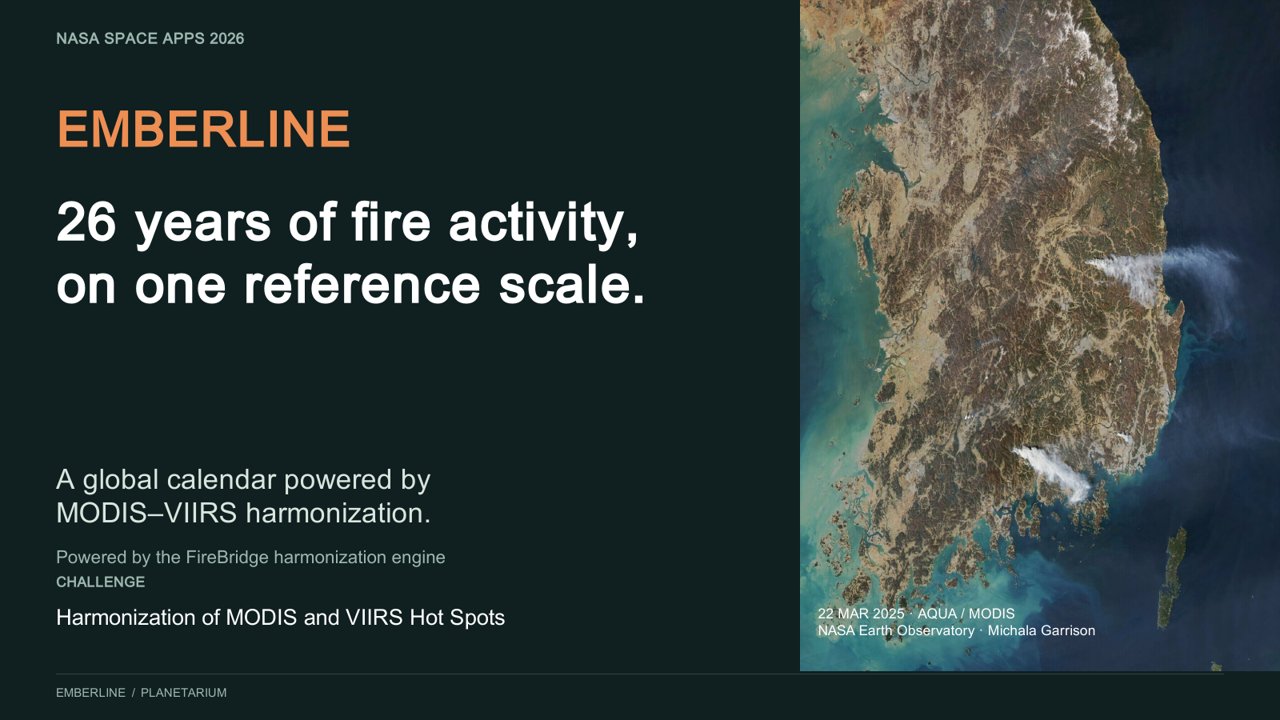 NASA SPACE APPS 2026
EMBERLINE
26 years of fire activity,
on one reference scale.
A global calendar powered by
MODIS–VIIRS harmonization.
Powered by the FireBridge harmonization engine
CHALLENGE
Harmonization of MODIS and VIIRS Hot Spots
22 MAR 2025 · AQUA / MODIS
NASA Earth Observatory · Michala Garrison
EMBERLINE / PLANETARIUM